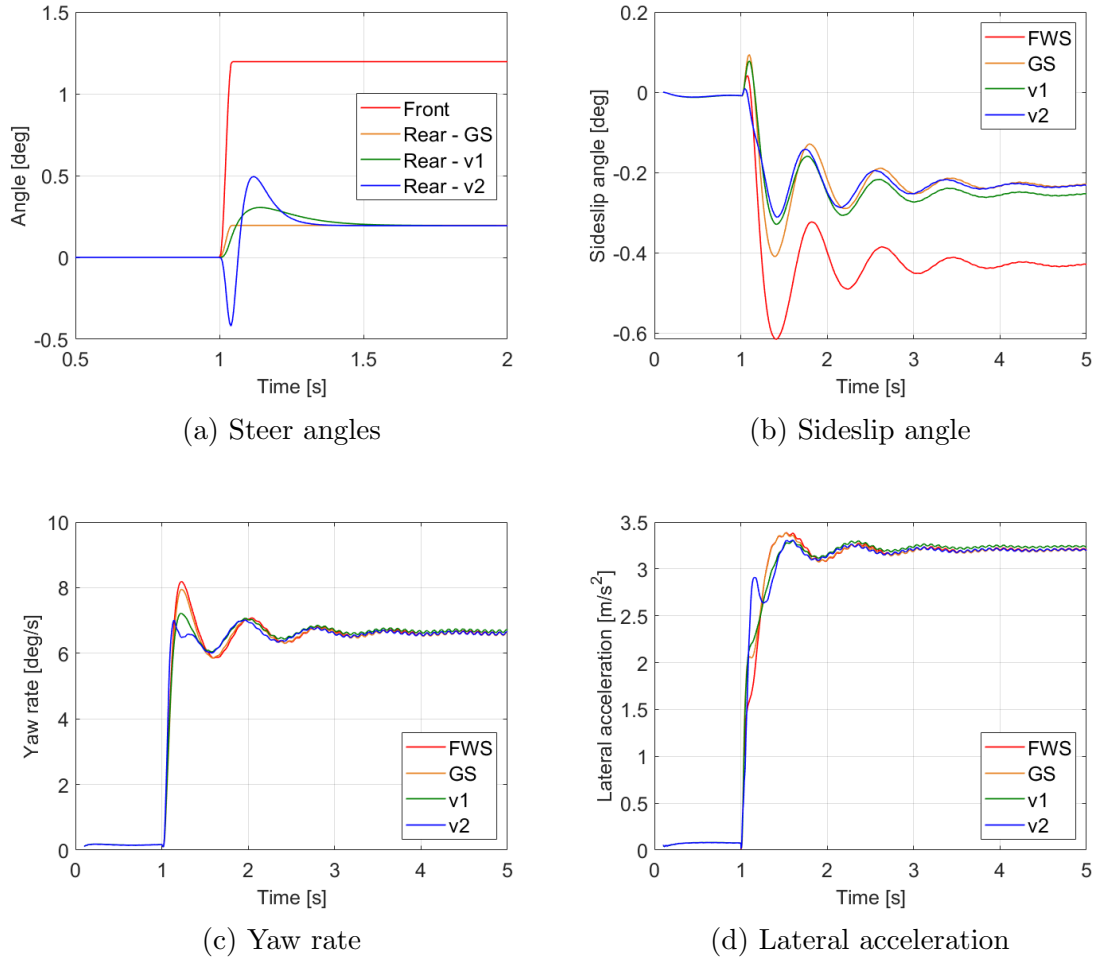 1.5
1
0.5
0
-0.5
Angle [deg]
Front
Rear - GS
Rear - v1
Rear - v2
0.5
1
1.5
2
Time [s]
(a) Steer angles
0.2
0
-0.2
-0.4
-0.6
Sideslip angle [deg]
FWS
GS
v1
v2
0
1
2
3
4
5
Time [s]
(b) Sideslip angle
10
8
6
4
2
0
Yaw rate [deg/s]
FWS
GS
v1
v2
0
1
2
3
4
5
Time [s]
(c) Yaw rate
3.5
3
2.5
2
1.5
1
0.5
0
Lateral acceleration [m/s²]
FWS
GS
v1
v2
0
1
2
3
4
5
Time [s]
(d) Lateral acceleration